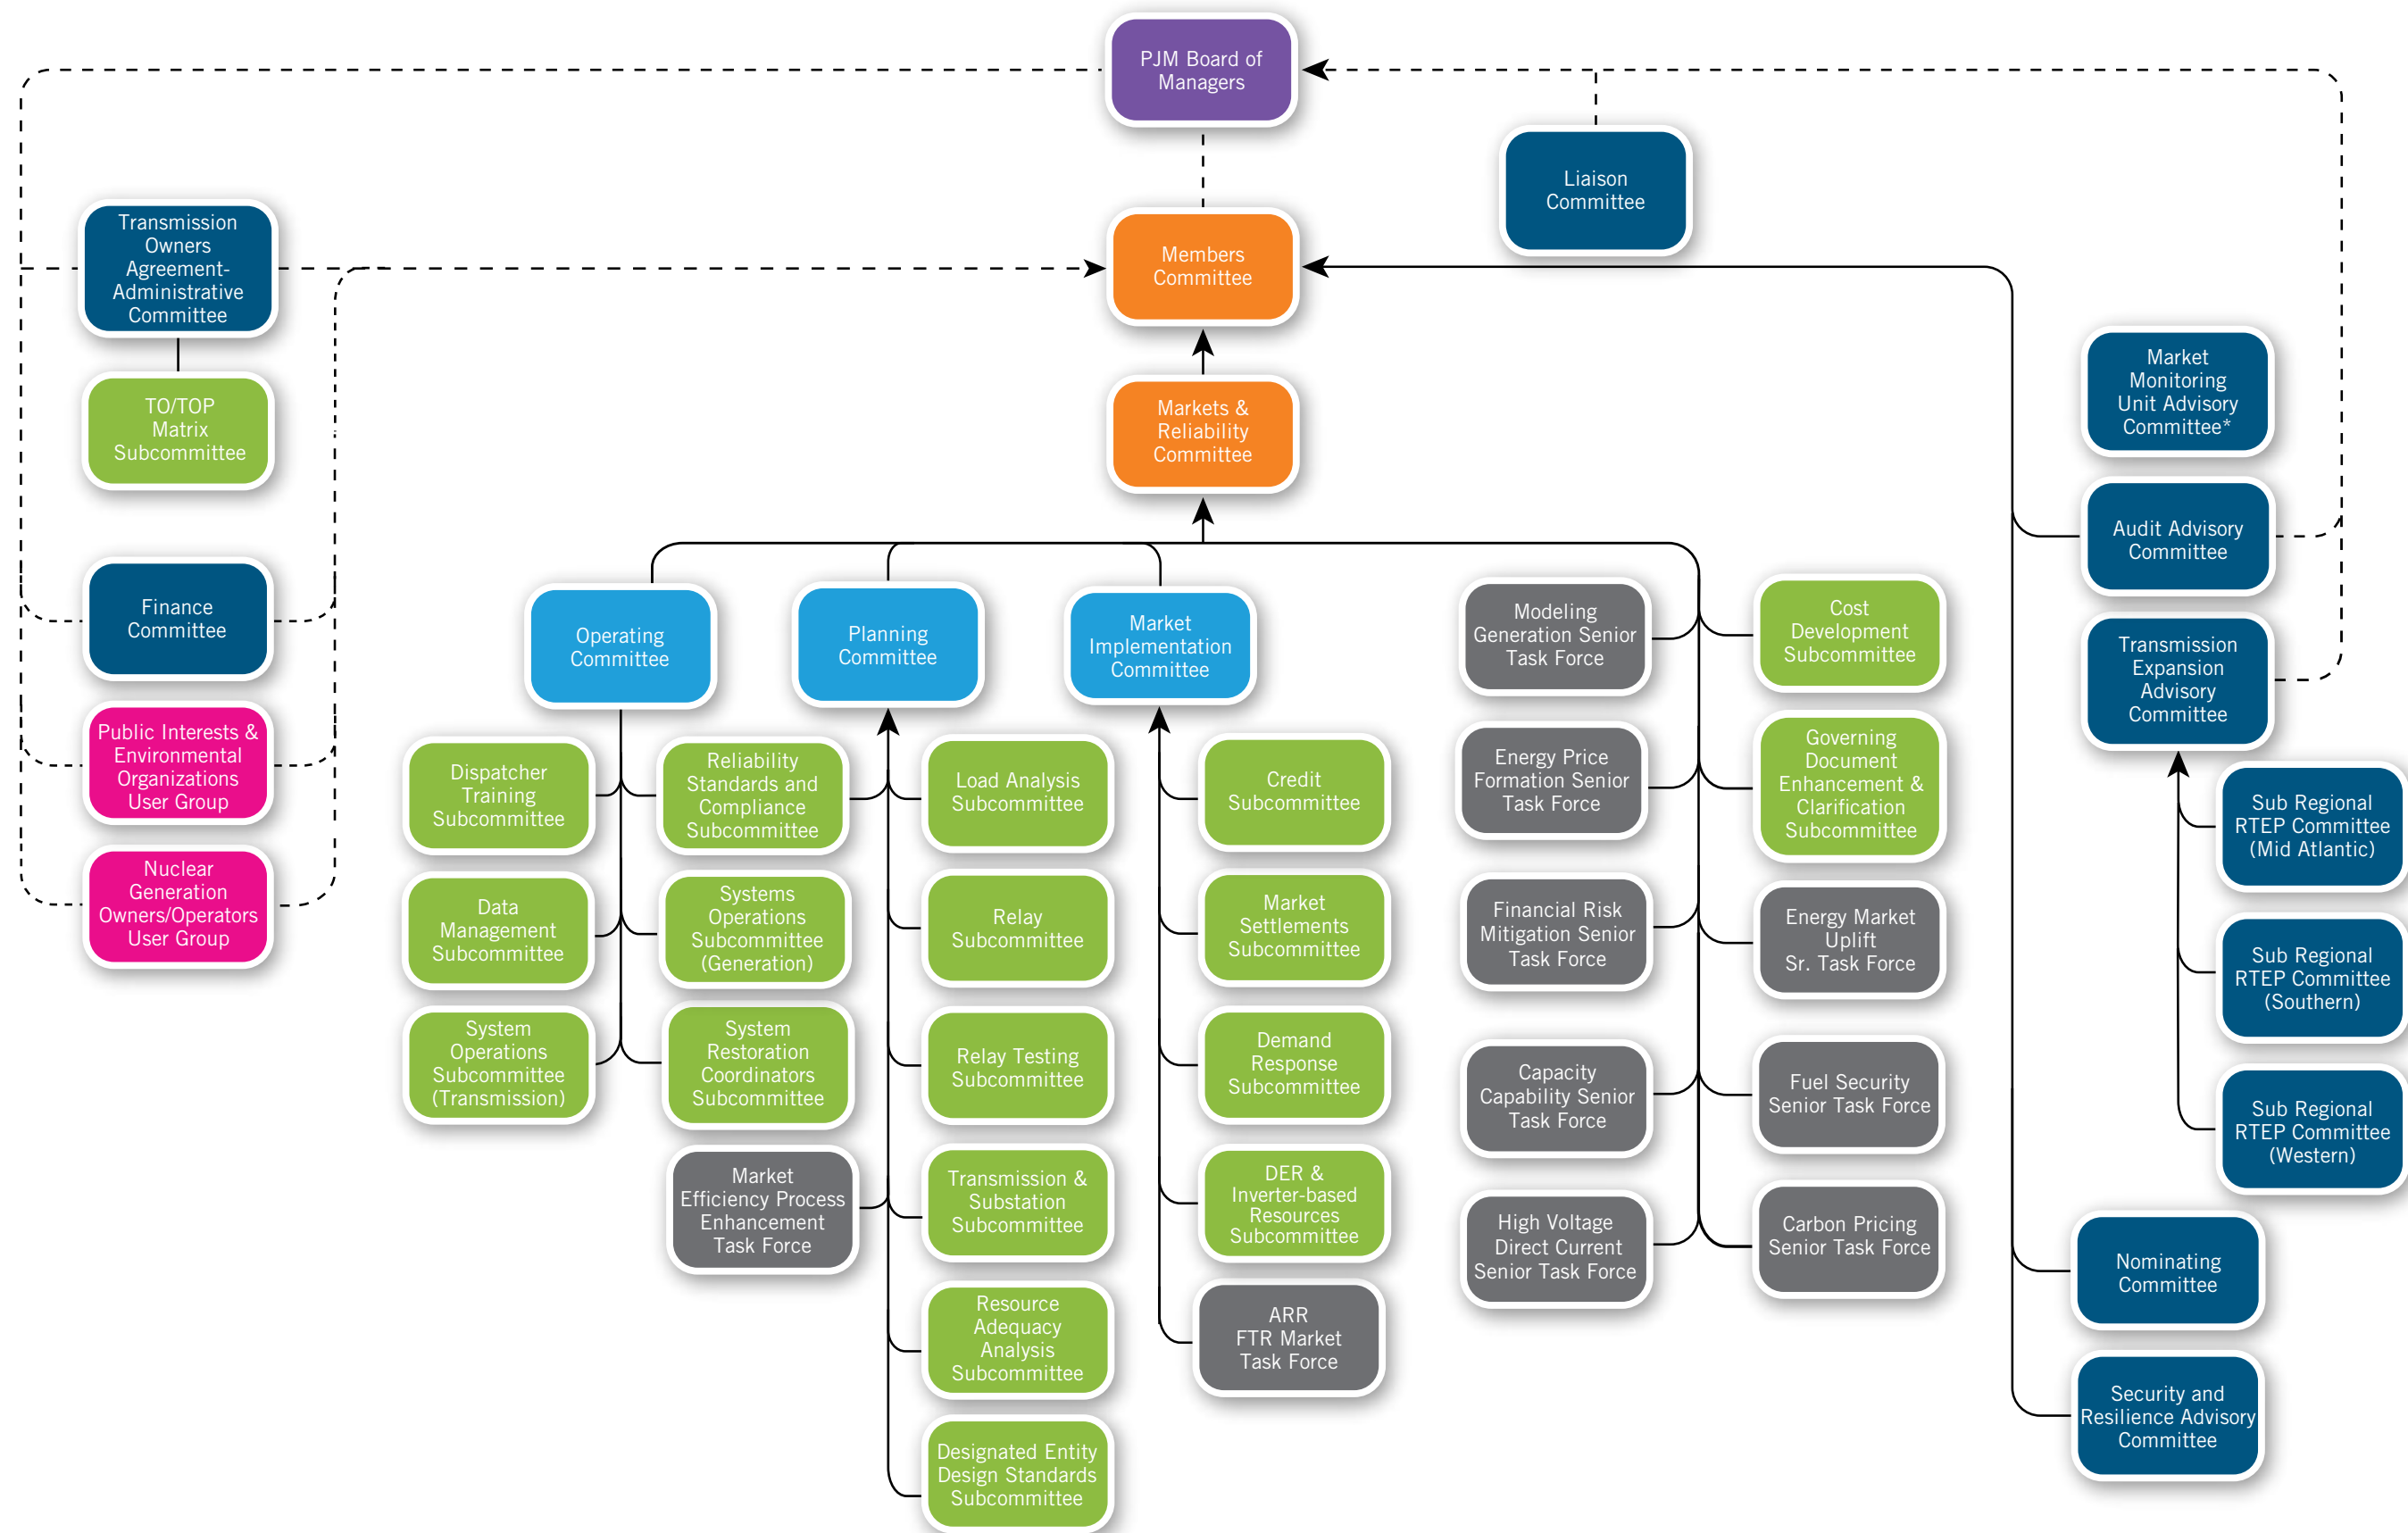 PJM Board of
Managers
Liaison
Committee
Transmission
Owners
Agreement-
Administrative
Committee
Members
Committee
TO/TOP
Matrix
Subcommittee
Markets &
Reliability
Committee
Market
Monitoring
Unit Advisory
Committee*
Audit Advisory
Committee
Finance
Committee
Operating
Committee
Planning
Committee
Market
Implementation
Committee
Modeling
Generation Senior
Task Force
Cost
Development
Subcommittee
Transmission
Expansion
Advisory
Committee
Public Interests &
Environmental
Organizations
User Group
Dispatcher
Training
Subcommittee
Reliability
Standards and
Compliance
Subcommittee
Load Analysis
Subcommittee
Credit
Subcommittee
Energy Price
Formation Senior
Task Force
Governing
Document
Enhancement &
Clarification
Subcommittee
Sub Regional
RTEP Committee
(Mid Atlantic)
Nuclear
Generation
Owners/Operators
User Group
Data
Management
Subcommittee
Systems
Operations
Subcommittee
(Generation)
Relay
Subcommittee
Market
Settlements
Subcommittee
Financial Risk
Mitigation Senior
Task Force
Energy Market
Uplift
Sr. Task Force
Sub Regional
RTEP Committee
(Southern)
System
Operations
Subcommittee
(Transmission)
System
Restoration
Coordinators
Subcommittee
Relay Testing
Subcommittee
Demand
Response
Subcommittee
Capacity
Capability Senior
Task Force
Fuel Security
Senior Task Force
Sub Regional
RTEP Committee
(Western)
Market
Efficiency Process
Enhancement
Task Force
Transmission &
Substation
Subcommittee
DER &
Inverter-based
Resources
Subcommittee
High Voltage
Direct Current
Senior Task Force
Carbon Pricing
Senior Task Force
Nominating
Committee
Resource
Adequacy
Analysis
Subcommittee
ARR
FTR Market
Task Force
Security and
Resilience Advisory
Committee
Designated Entity
Design Standards
Subcommittee